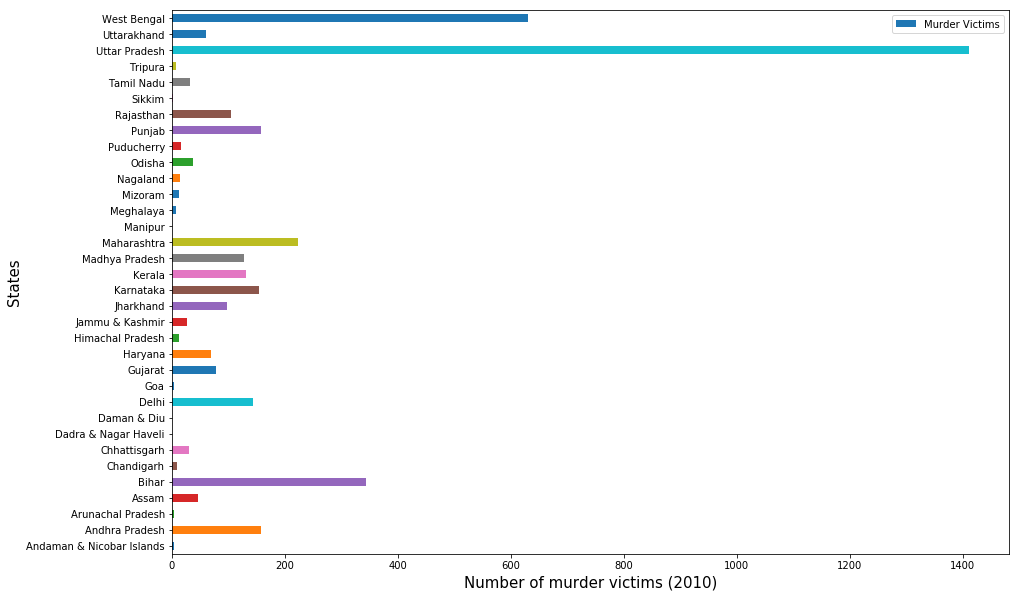 Murder Victims
West Bengal
Uttarakhand
Uttar Pradesh
Tripura
Tamil Nadu
Sikkim
Rajasthan
Punjab
Puducherry
Odisha
Nagaland
Mizoram
Meghalaya
Manipur
Maharashtra
Madhya Pradesh
Kerala
Karnataka
Jharkhand
Jammu & Kashmir
Himachal Pradesh
Haryana
Gujarat
Goa
Delhi
Daman & Diu
Dadra & Nagar Haveli
Chhattisgarh
Chandigarh
Bihar
Assam
Arunachal Pradesh
Andhra Pradesh
Andaman & Nicobar Islands
States
0 200 400 600 800 1000 1200 1400
Number of murder victims (2010)